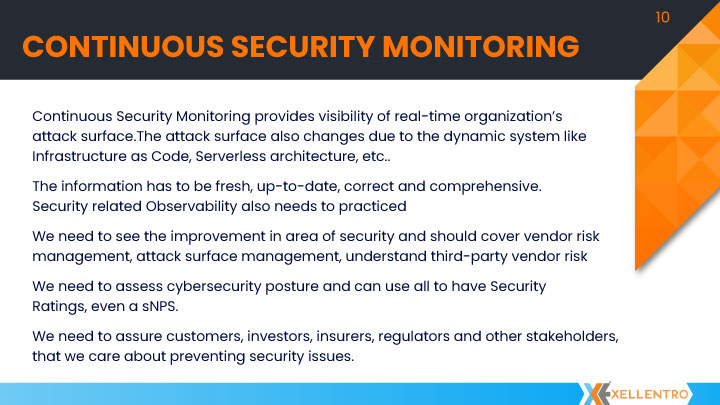 10
CONTINUOUS SECURITY MONITORING
Continuous Security Monitoring provides visibility of real-time organization’s
attack surface.The attack surface also changes due to the dynamic system like
Infrastructure as Code, Serverless architecture, etc..
The information has to be fresh, up-to-date, correct and comprehensive.
Security related Observability also needs to practiced
We need to see the improvement in area of security and should cover vendor risk
management, attack surface management, understand third-party vendor risk
We need to assess cybersecurity posture and can use all to have Security
Ratings, even a sNPS.
We need to assure customers, investors, insurers, regulators and other stakeholders,
that we care about preventing security issues.
XELLENTRO